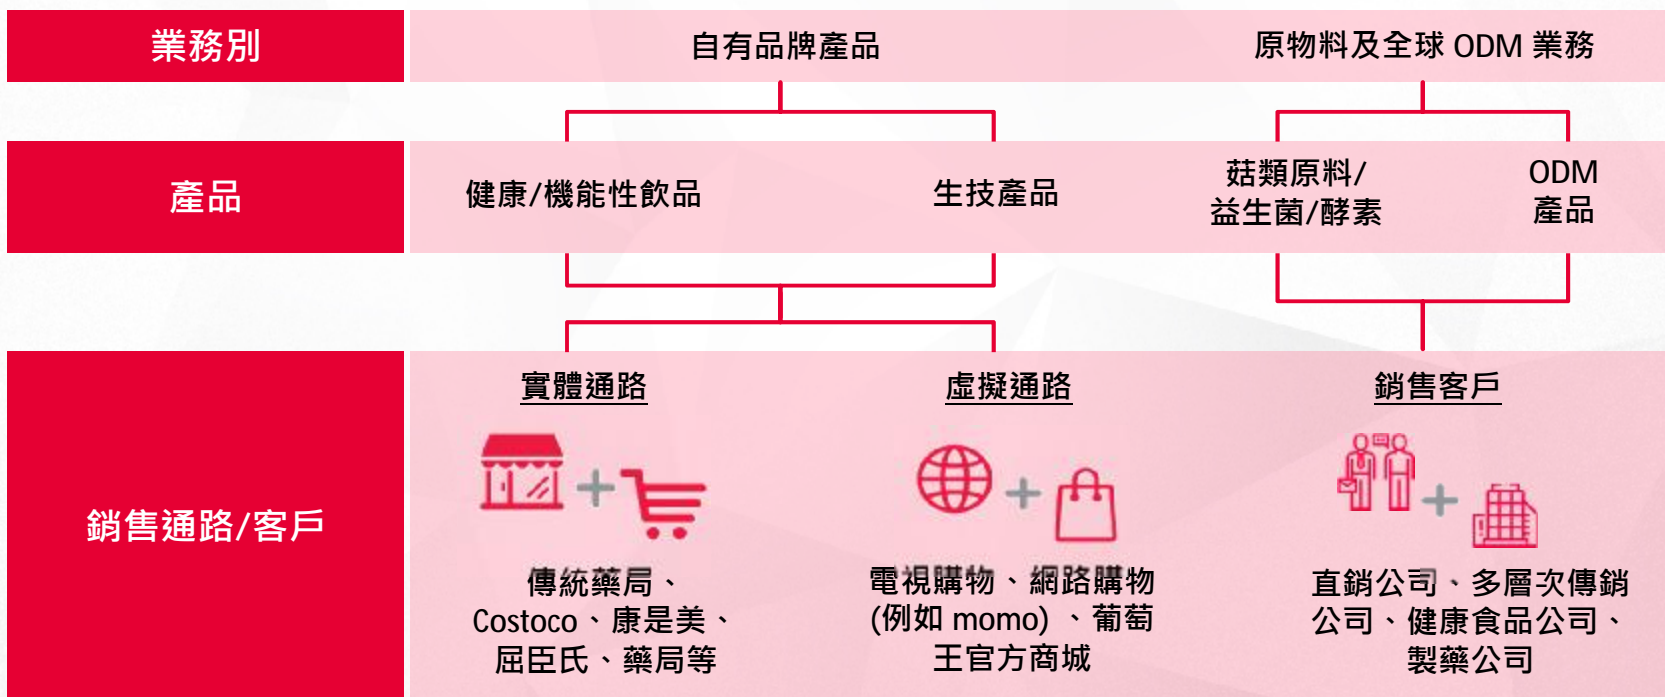 業務別
自有品牌產品
原物料及全球 ODM 業務
產品
健康/機能性飲品
生技產品
菇類原料/
益生菌/酵素
ODM
產品
銷售通路/客戶
實體通路
傳統藥局、
Costoco、康是美、
屈臣氏、藥局等
虛擬通路
電視購物、網路購物
(例如 momo) 、葡萄
王官方商城
銷售客戶
直銷公司、多層次傳銷
公司、健康食品公司、
製藥公司